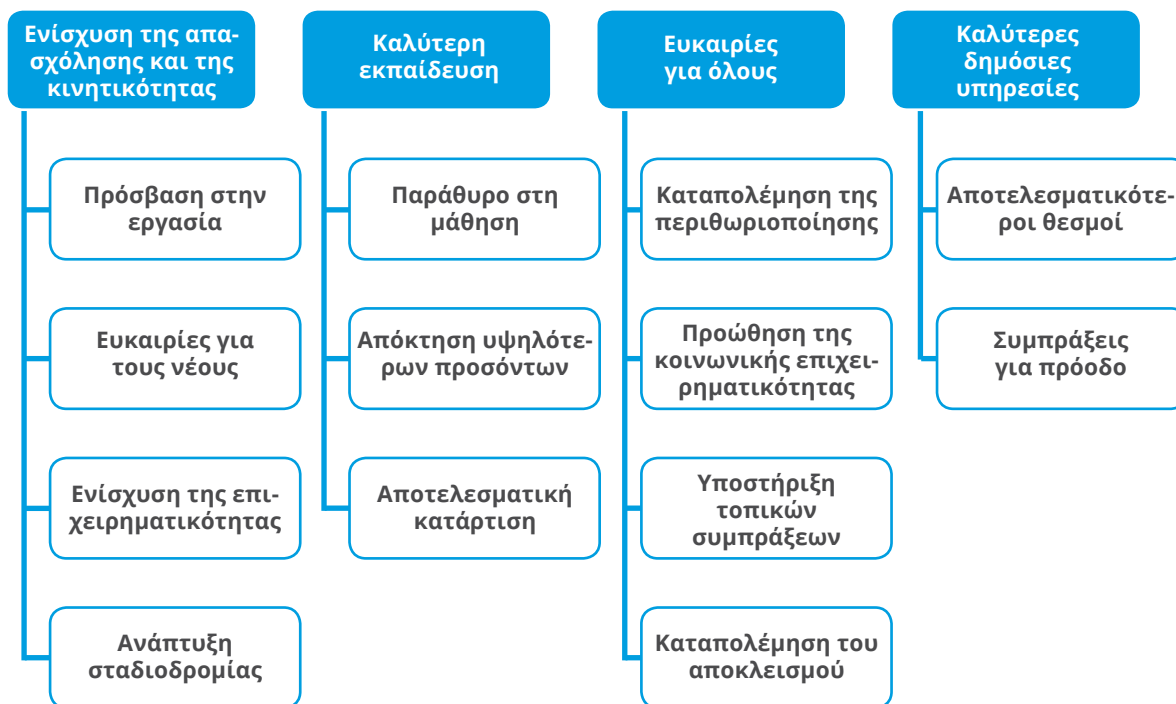 Ενίσχυση της απα-
σχόλησης και της
κινητικότητας
Πρόσβαση στην
εργασία
Ευκαιρίες για
τους νέους
Ενίσχυση της επι-
χειρηματικότητας
Ανάπτυξη
σταδιοδρομίας
Καλύτερη
εκπαίδευση
Παράθυρο στη
μάθηση
Απόκτηση υψηλότε-
ρων προσόντων
Αποτελεσματική
κατάρτιση
Ευκαιρίες
για όλους
Καταπολέμηση της
περιθωριοποίησης
Προώθηση της
κοινωνικής επιχει-
ρηματικότητας
Υποστήριξη
τοπικών
συμπράξεων
Καταπολέμηση του
αποκλεισμού
Καλύτερες
δημόσιες
υπηρεσίες
Αποτελεσματικότε-
ροι θεσμοί
Συμπράξεις
για πρόοδο